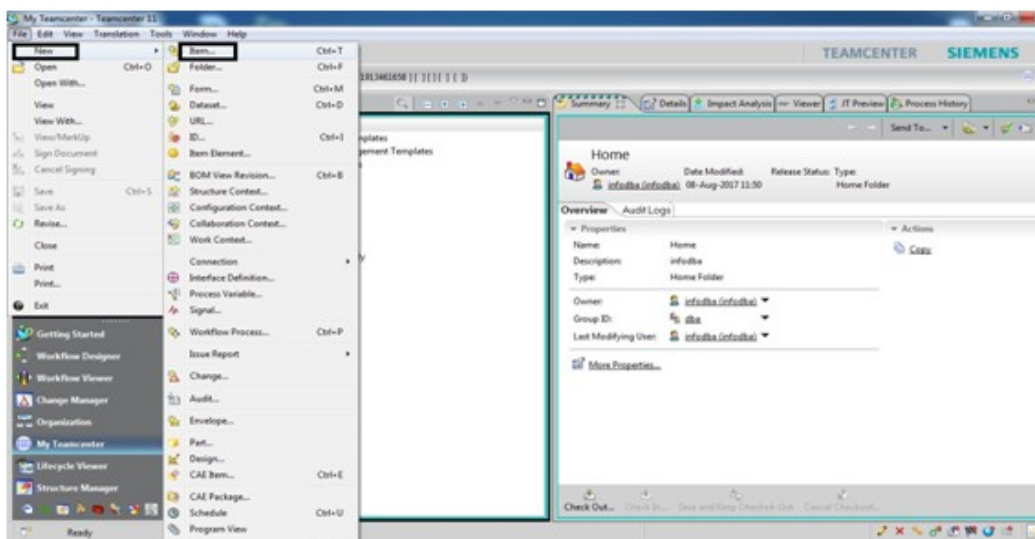 My Teamcenter - Teamcenter 11
File Edit View Translation Tools Window Help
TEAMCENTER SIEMENS
New
Open Ctrl+O
Open With...
View
View With...
View/MarkUp
Sign Document
Cancel Signing
Save Ctrl+S
Save As
Revise...
Close
Print
Print...
Exit
Item... Ctrl+T
Folder... Ctrl+F
Form... Ctrl+M
Dataset... Ctrl+D
URL...
ID... Ctrl+I
Item Element...
BOM View Revision... Ctrl+B
Structure Context...
Configuration Context...
Collaboration Context...
Work Context...
Connection
Interface Definition...
Process Variable...
Signal...
Workflow Process... Ctrl+P
Issue Report
Change...
Audit...
Envelope...
Part...
Design...
CAE Item... Ctrl+E
CAE Package...
Schedule Ctrl+U
Program View
Getting Started
Workflow Designer
Workflow Viewer
Change Manager
Organization
My Teamcenter
Lifecycle Viewer
Structure Manager
Ready
plates
gement Templates
Summary Details Impact Analysis Viewer JT Preview Process History
Send To...
Home
Owner: Date Modified: Release Status: Type:
infodba (infodba) 08-Aug-2017 11:50 Home Folder
Overview Audit Logs
Properties
Name: Home
Description: infodba
Type: Home Folder
Owner: infodba (infodba)
Group ID: dba
Last Modifying User: infodba (infodba)
More Properties...
Actions
Copy
Check Out... Check In... Save and Keep Checked-Out Cancel Checkout...